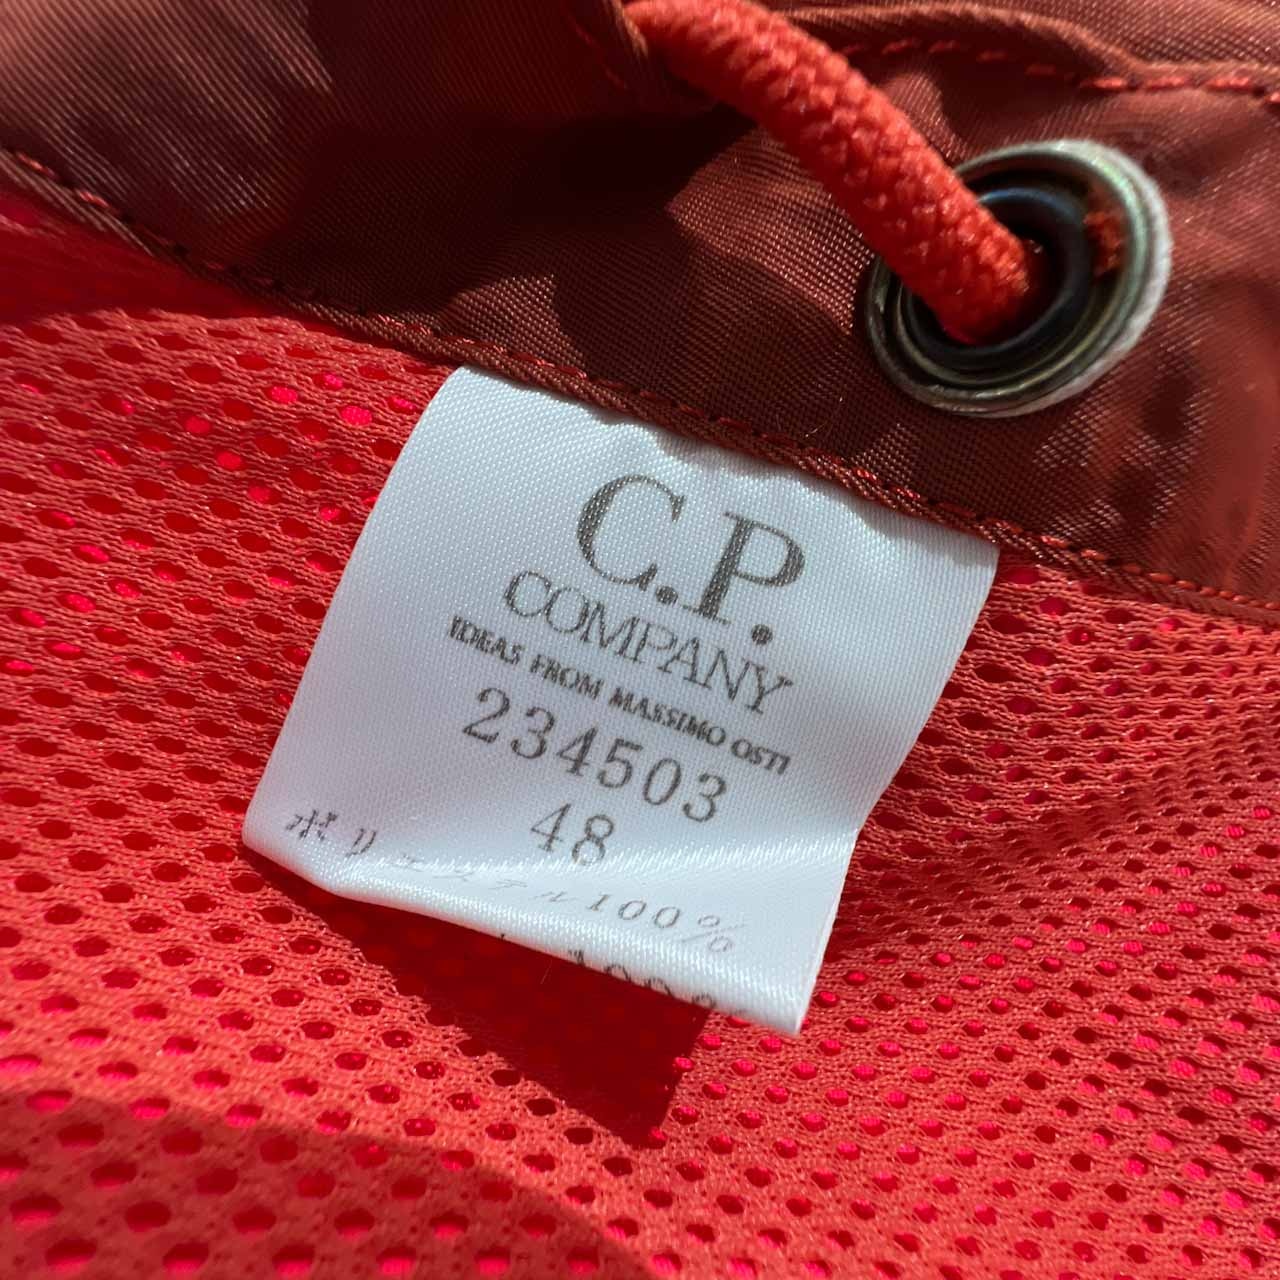 C.P.
COMPANY
IDEAS FROM MASSIMO OSTI
234503
48
ポリエステル100%